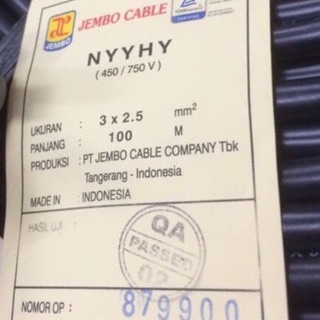 JEMBO
JEMBO CABLE
NYYHY
( 450 / 750 V )
UKURAN : 3 x 2.5 mm²
PANJANG : 100 M
PRODUKSI : PT JEMBO CABLE COMPANY Tbk
Tangerang - Indonesia
MADE IN : INDONESIA
HASIL UJI :
QA
PASSED
02
NOMOR OP : 879900